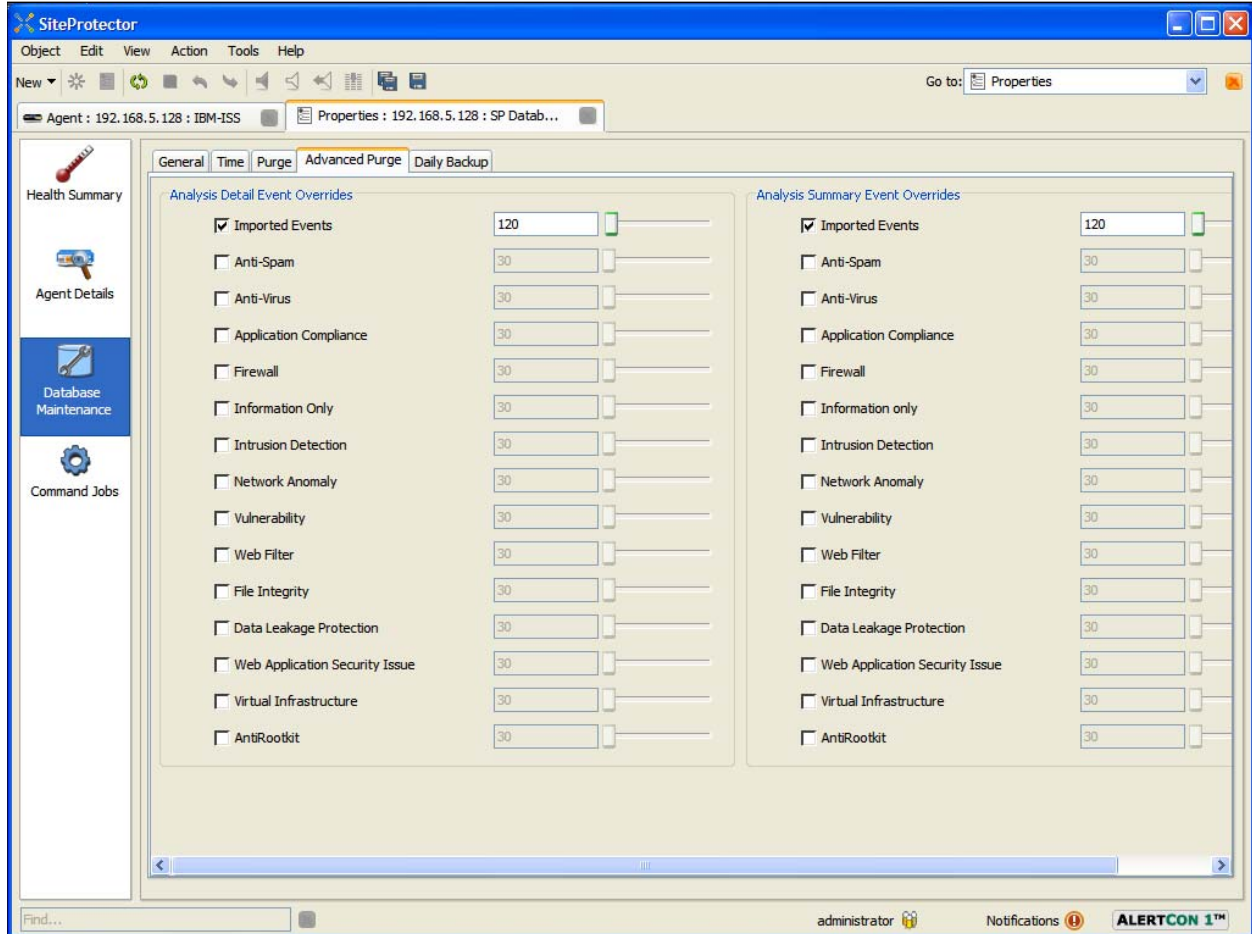 SiteProtector
Object Edit View Action Tools Help
New Go to: Properties
Agent : 192.168.5.128 : IBM-ISS Properties : 192.168.5.128 : SP Datab...
Health Summary
Agent Details
Database
Maintenance
Command Jobs
General Time Purge Advanced Purge Daily Backup
Analysis Detail Event Overrides
Imported Events 120
Anti-Spam 30
Anti-Virus 30
Application Compliance 30
Firewall 30
Information Only 30
Intrusion Detection 30
Network Anomaly 30
Vulnerability 30
Web Filter 30
File Integrity 30
Data Leakage Protection 30
Web Application Security Issue 30
Virtual Infrastructure 30
AntiRootkit 30
Analysis Summary Event Overrides
Imported Events 120
Anti-Spam 30
Anti-Virus 30
Application Compliance 30
Firewall 30
Information only 30
Intrusion Detection 30
Network Anomaly 30
Vulnerability 30
Web Filter 30
File Integrity 30
Data Leakage Protection 30
Web Application Security Issue 30
Virtual Infrastructure 30
AntiRootkit 30
Find... administrator Notifications ALERTCON 1™